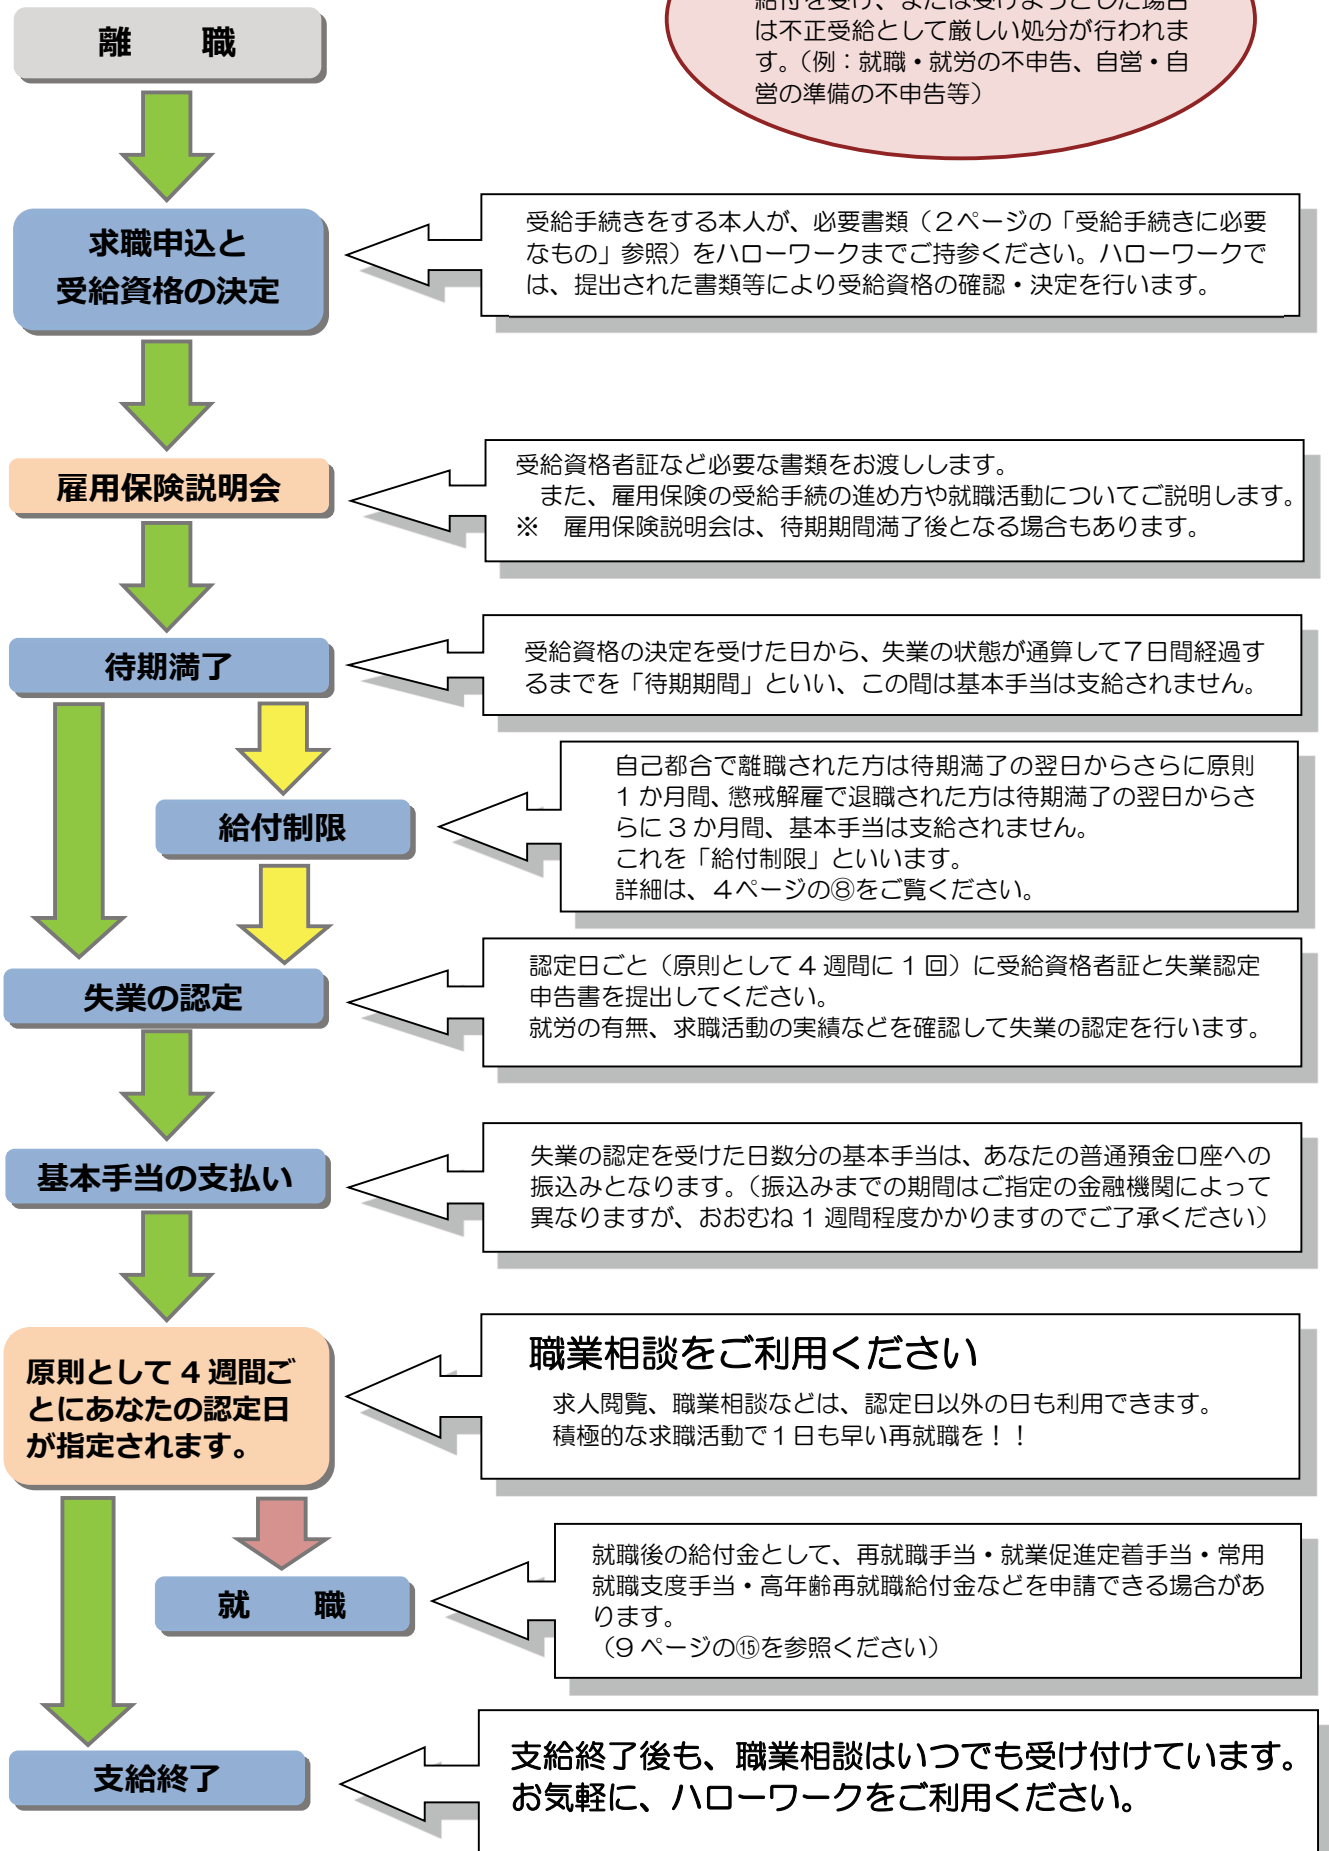 給付を受け、または受けようとした場合
は不正受給として厳しい処分が行われま
す。（例：就職・就労の不申告、自営・自
営の準備の不申告等）
離　　職
求職申込と
受給資格の決定
受給手続きをする本人が、必要書類（２ページの「受給手続きに必要
なもの」参照）をハローワークまでご持参ください。ハローワークで
は、提出された書類等により受給資格の確認・決定を行います。
雇用保険説明会
受給資格者証など必要な書類をお渡しします。
また、雇用保険の受給手続の進め方や就職活動についてご説明します。
※　雇用保険説明会は、待期期間満了後となる場合もあります。
待期満了
受給資格の決定を受けた日から、失業の状態が通算して７日間経過す
るまでを「待期期間」といい、この間は基本手当は支給されません。
給付制限
自己都合で離職された方は待期満了の翌日からさらに原則
1 か月間、懲戒解雇で退職された方は待期満了の翌日からさ
らに 3 か月間、基本手当は支給されません。
これを「給付制限」といいます。
詳細は、４ページの⑧をご覧ください。
失業の認定
認定日ごと（原則として 4 週間に 1 回）に受給資格者証と失業認定
申告書を提出してください。
就労の有無、求職活動の実績などを確認して失業の認定を行います。
基本手当の支払い
失業の認定を受けた日数分の基本手当は、あなたの普通預金口座への
振込みとなります。（振込みまでの期間はご指定の金融機関によって
異なりますが、おおむね 1 週間程度かかりますのでご了承ください）
原則として 4 週間ご
とにあなたの認定日
が指定されます。
職業相談をご利用ください
求人閲覧、職業相談などは、認定日以外の日も利用できます。
積極的な求職活動で１日も早い再就職を！！
就　　職
就職後の給付金として、再就職手当・就業促進定着手当・常用
就職支度手当・高年齢再就職給付金などを申請できる場合があ
ります。
（9 ページの⑮を参照ください）
支給終了
支給終了後も、職業相談はいつでも受け付けています。
お気軽に、ハローワークをご利用ください。